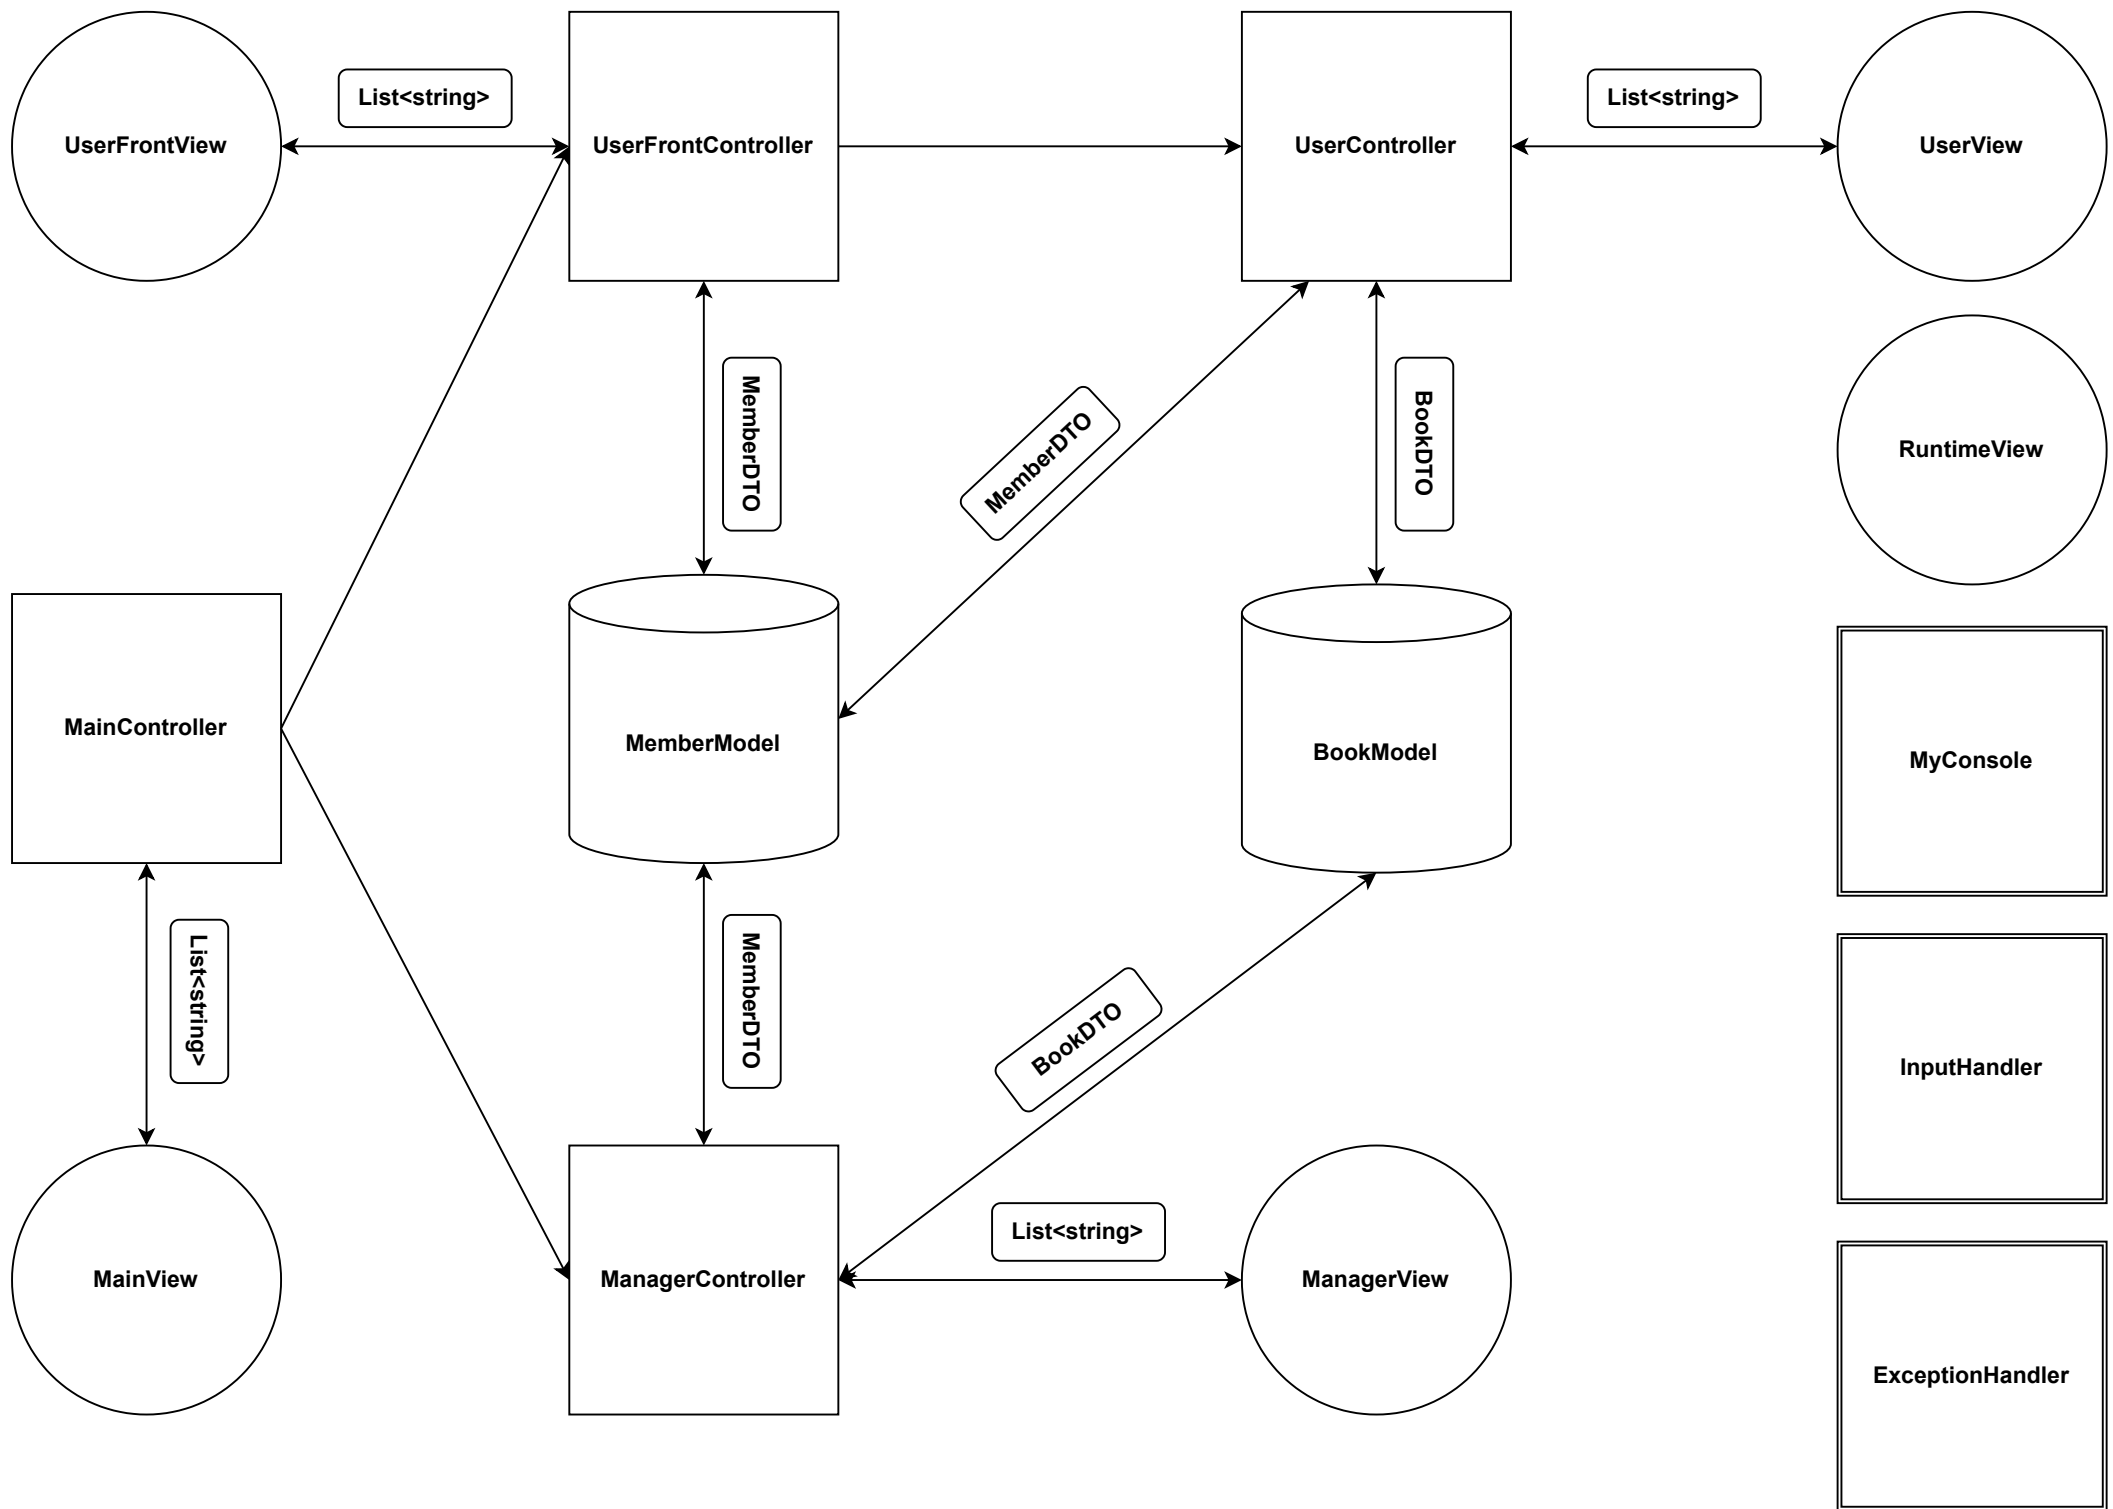 List<string>
List<string>
UserFrontView
UserFrontController
UserController
UserView
MemberDTO
MemberDTO
BookDTO
RuntimeView
MainController
MemberModel
BookModel
MyConsole
List<string>
MemberDTO
BookDTO
InputHandler
List<string>
MainView
ManagerController
ManagerView
ExceptionHandler